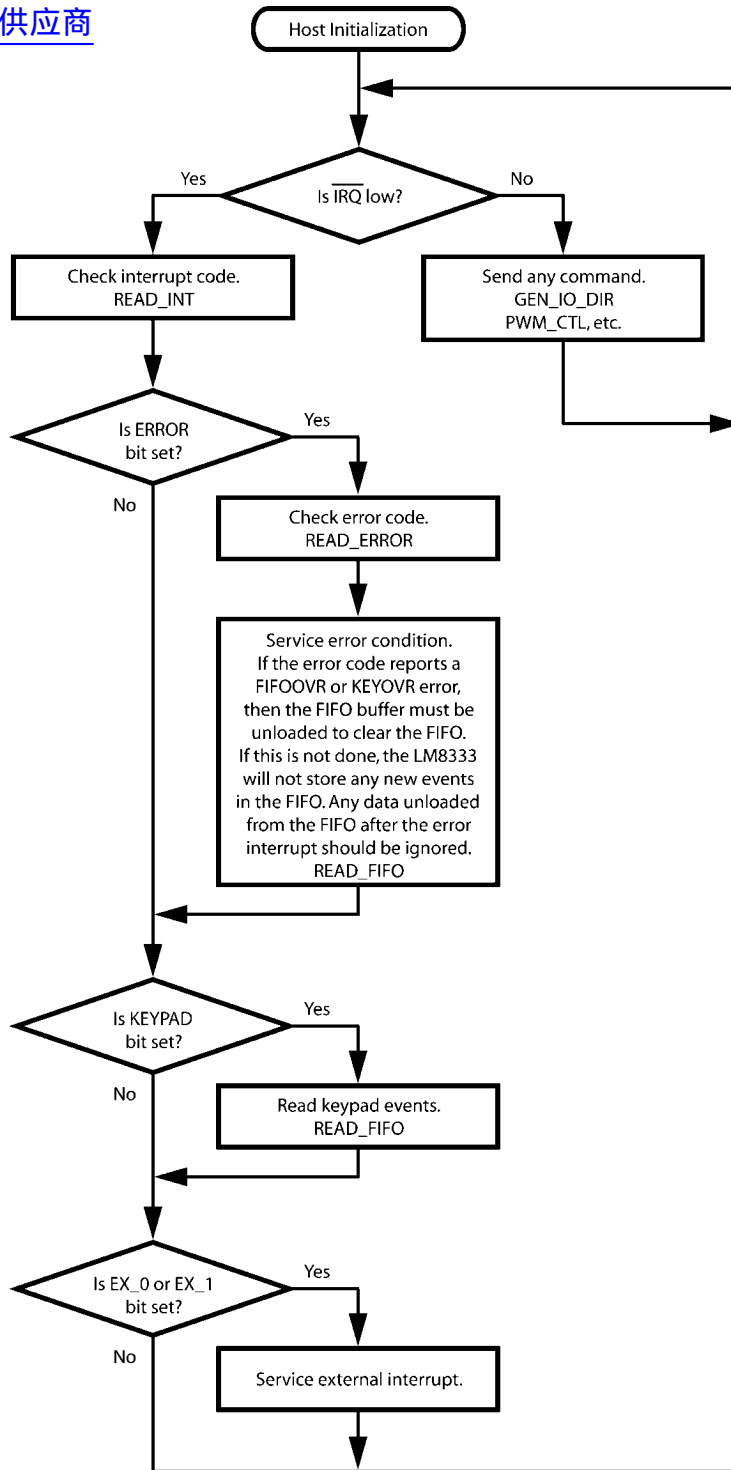 供应商
Host Initialization
Yes
Is IRQ low?
No
Check interrupt code.
READ_INT
Send any command.
GEN_IO_DIR
PWM_CTL, etc.
Is ERROR
bit set?
Yes
No
Check error code.
READ_ERROR
Service error condition.
If the error code reports a
FIFOOVR or KEYOVR error,
then the FIFO buffer must be
unloaded to clear the FIFO.
If this is not done, the LM8333
will not store any new events
in the FIFO. Any data unloaded
from the FIFO after the error
interrupt should be ignored.
READ_FIFO
Is KEYPAD
bit set?
Yes
No
Read keypad events.
READ_FIFO
Is EX_0 or EX_1
bit set?
Yes
No
Service external interrupt.